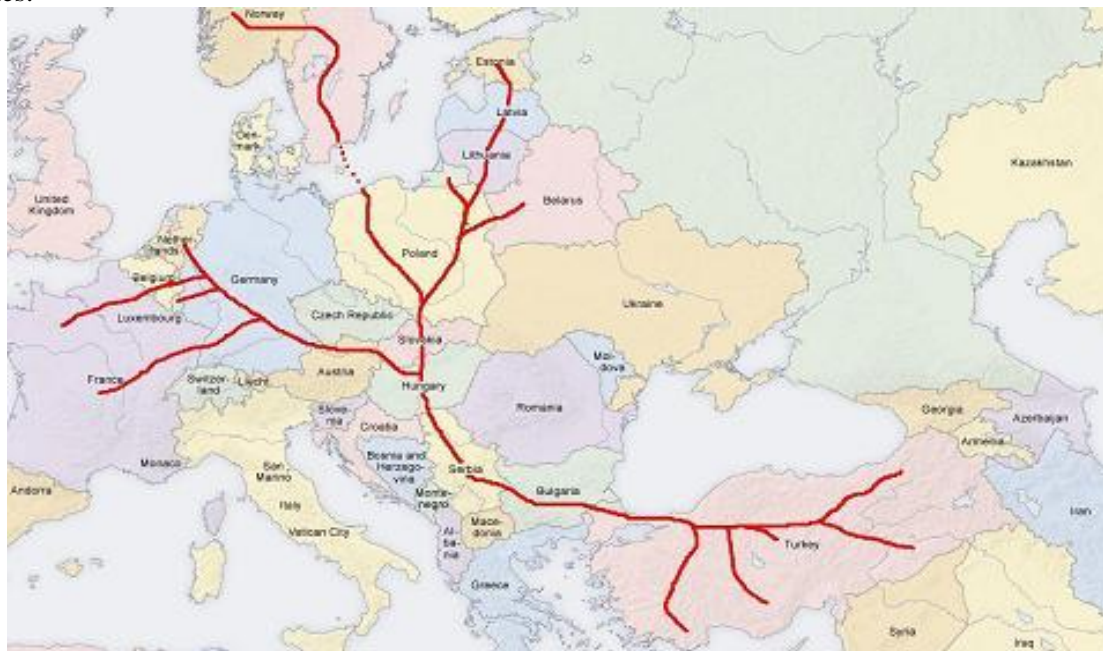 Norway
Estonia
Latvia
Den-
mark
Lithuania
Kazakhstan
United
Kingdom
Belarus
Nether-
lands
Poland
Belgium
Germany
Ukraine
Luxembourg
Czech Republic
Slovakia
Mol-
dova
France
Switzer-
land
Liecht.
Austria
Hungary
Romania
Slove-
nia
Croatia
Georgia
Azerbaijan
Armenia
Monaco
San
Marino
Bosnia and
Herzego-
vina
Serbia
Andorra
Italy
Monte-
negro
Bulgaria
Iran
Vatican City
Al-
ba-
nia
Mace-
donia
Turkey
Greece
Syria
Iraq